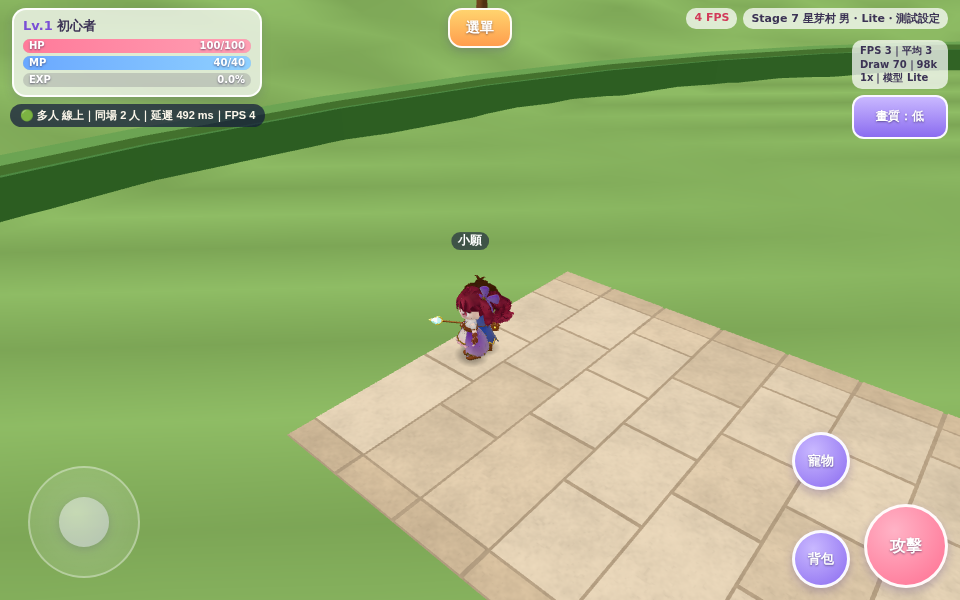 Lv.1 初心者
HP 100/100
MP 40/40
EXP 0.0%
🟢 多人 線上｜同場 2 人｜延遲 492 ms｜FPS 4
選單
4 FPS
Stage 7 星芽村 男・Lite・測試設定
FPS 3｜平均 3
Draw 70｜98k
1x｜模型 Lite
畫質：低
小願
寵物
背包
攻擊